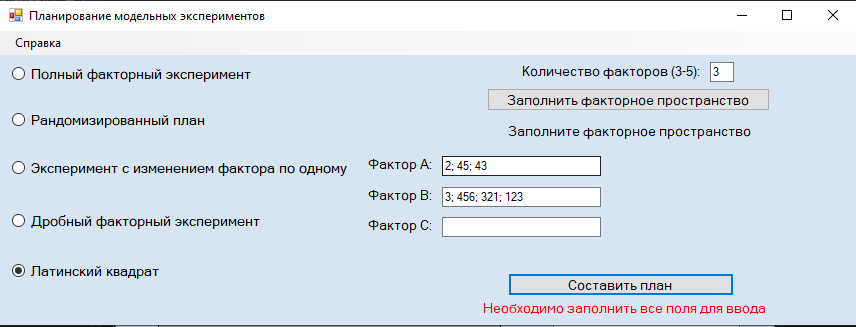 Планирование модельных экспериментов
Справка
Полный факторный эксперимент
Рандомизированный план
Эксперимент с изменением фактора по одному
Дробный факторный эксперимент
Латинский квадрат
Количество факторов (3-5): 3
Заполнить факторное пространство
Заполните факторное пространство
Фактор A: 2; 45; 43
Фактор B: 3; 456; 321; 123
Фактор C:
Составить план
Необходимо заполнить все поля для ввода